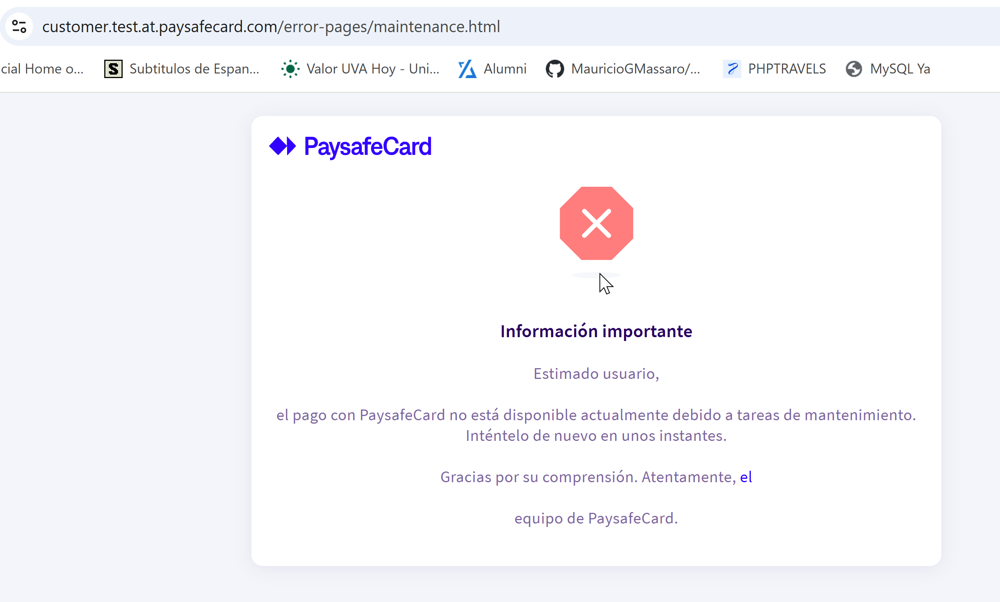 customer.test.at.paysafecard.com/error-pages/maintenance.html
cial Home o... Subtitulos de Espan... Valor UVA Hoy - Uni... Alumni MauricioGMassaro/... PHPTRAVELS MySQL Ya
PaysafeCard
Información importante
Estimado usuario,
el pago con PaysafeCard no está disponible actualmente debido a tareas de mantenimiento.
Inténtelo de nuevo en unos instantes.
Gracias por su comprensión. Atentamente, el
equipo de PaysafeCard.